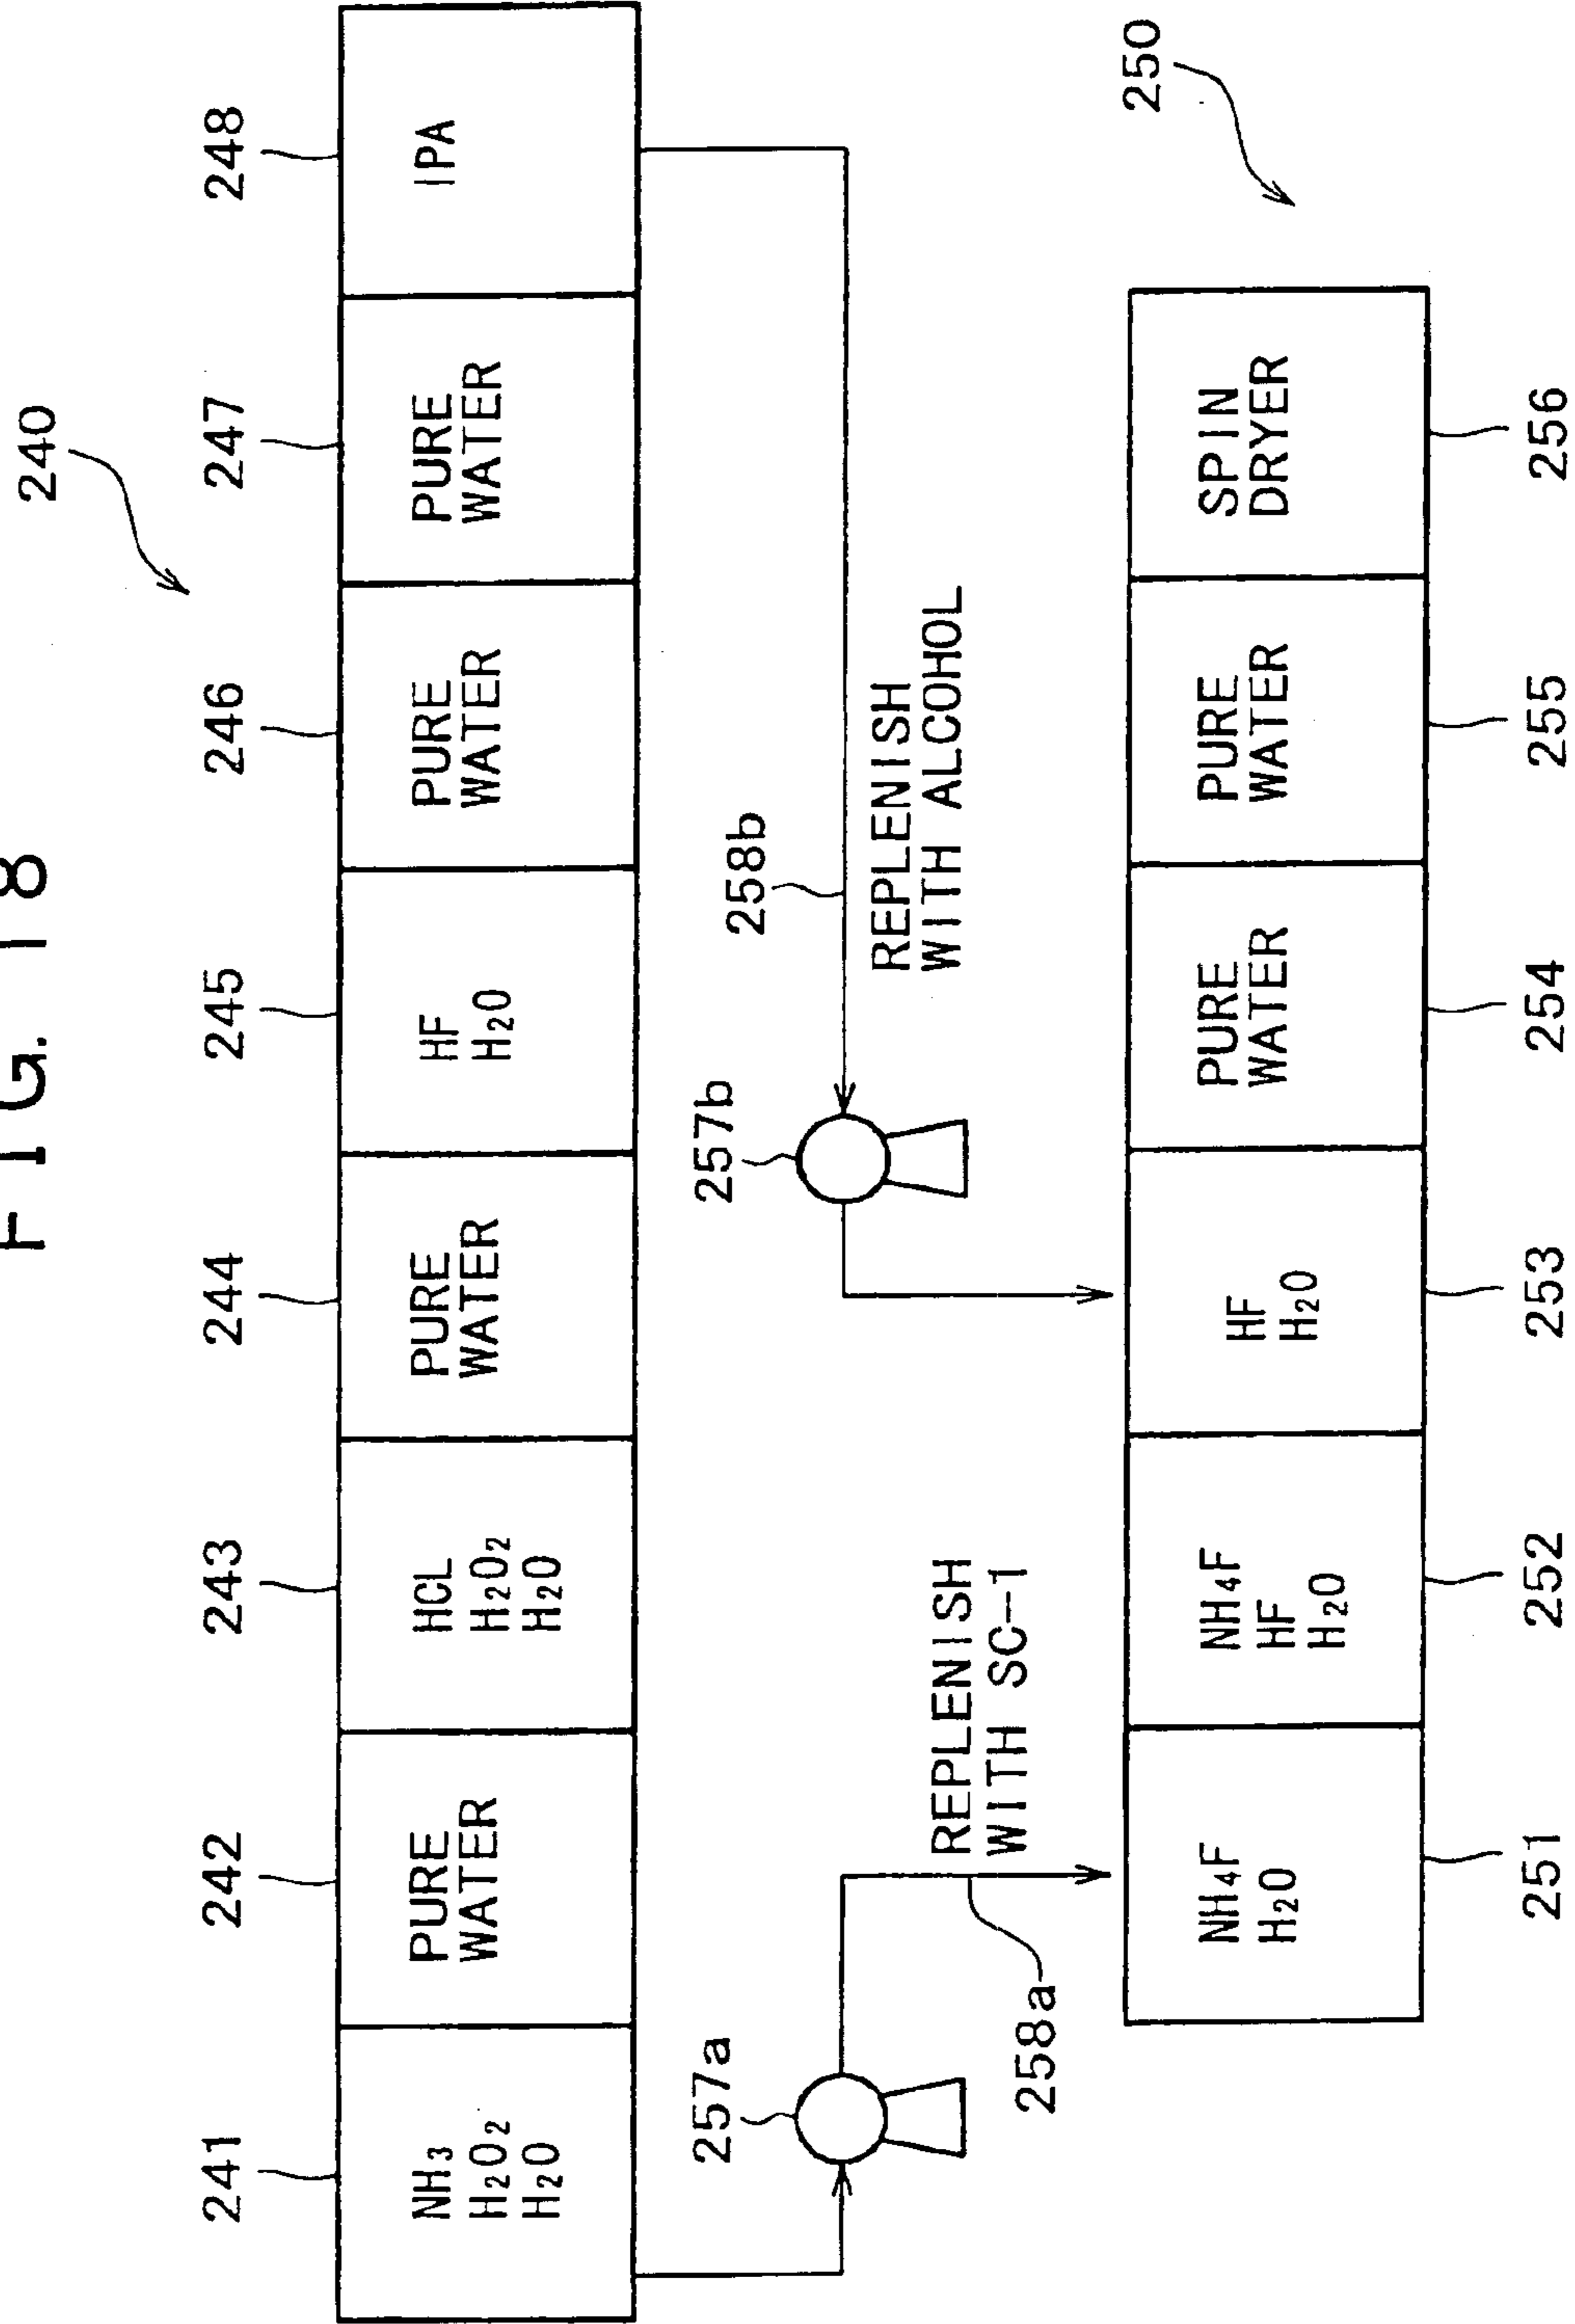 FIG. 18
240
241
242
243
244
245
246
247
248
NH₃
H₂O₂
H₂O
PURE
WATER
HCL
H₂O₂
H₂O
PURE
WATER
HF
H₂O
PURE
WATER
PURE
WATER
IPA
257a
258a
REPLENISH
WITH SC-1
257b
258b
REPLENISH
WITH ALCOHOL
250
NH₄F
H₂O
NH₄F
HF
H₂O
HF
H₂O
PURE
WATER
PURE
WATER
SPIN
DRYER
251
252
253
254
255
256